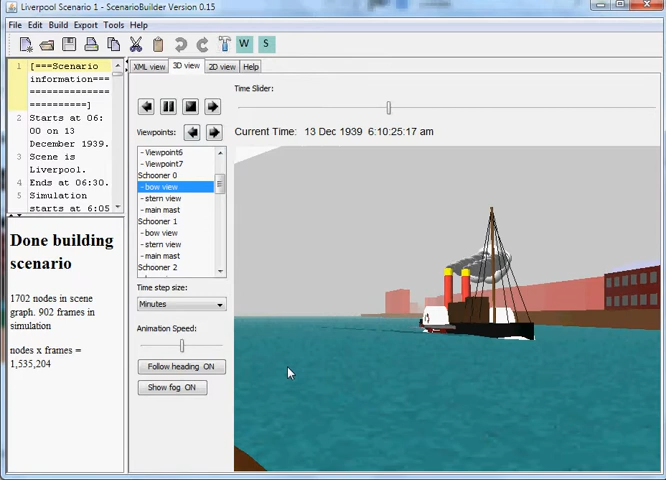 Liverpool Scenario 1 - ScenarioBuilder Version 0.15
File Edit View Build Export Tools Help
W S
XML view 3D view 2D view Help
1 [===Scenario
information===
==============
==========]
2 Starts at 06:
00 on 13
December 1939.
3 Scene is
Liverpool.
4 Ends at 06:30.
5 Simulation
starts at 6:05
Done building
scenario
1702 nodes in scene
graph. 902 frames in
simulation
nodes x frames =
1,535,204
Viewpoints:
- Viewpoint6
- Viewpoint7
Schooner 0
- bow view
- stern view
- main mast
Schooner 1
- bow view
- stern view
- main mast
Schooner 2
Time step size:
Minutes
Animation Speed:
Follow heading ON
Show fog ON
Time Slider:
Current Time: 13 Dec 1939 6:10:25:17 am